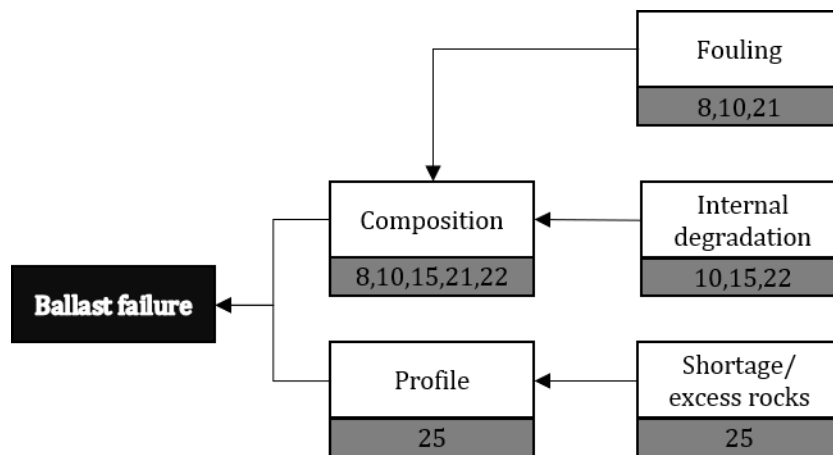 Fouling
8,10,21
Composition
8,10,15,21,22
Internal
degradation
10,15,22
Ballast failure
Profile
25
Shortage/
excess rocks
25